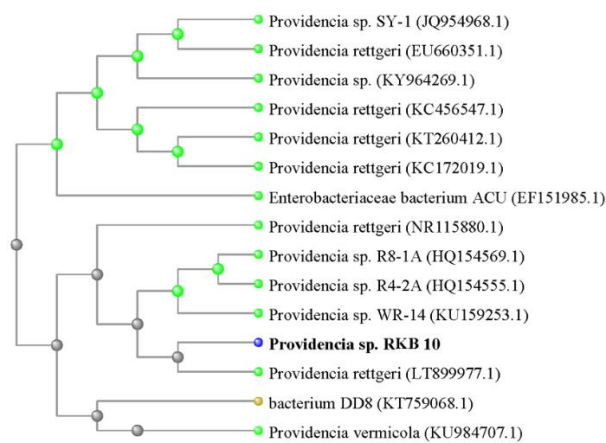 Providencia sp. SY-1 (JQ954968.1)
Providencia rettgeri (EU660351.1)
Providencia sp. (KY964269.1)
Providencia rettgeri (KC456547.1)
Providencia rettgeri (KT260412.1)
Providencia rettgeri (KC172019.1)
Enterobacteriaceae bacterium ACU (EF151985.1)
Providencia rettgeri (NR115880.1)
Providencia sp. R8-1A (HQ154569.1)
Providencia sp. R4-2A (HQ154555.1)
Providencia sp. WR-14 (KU159253.1)
Providencia sp. RKB 10
Providencia rettgeri (LT899977.1)
bacterium DD8 (KT759068.1)
Providencia vermicola (KU984707.1)